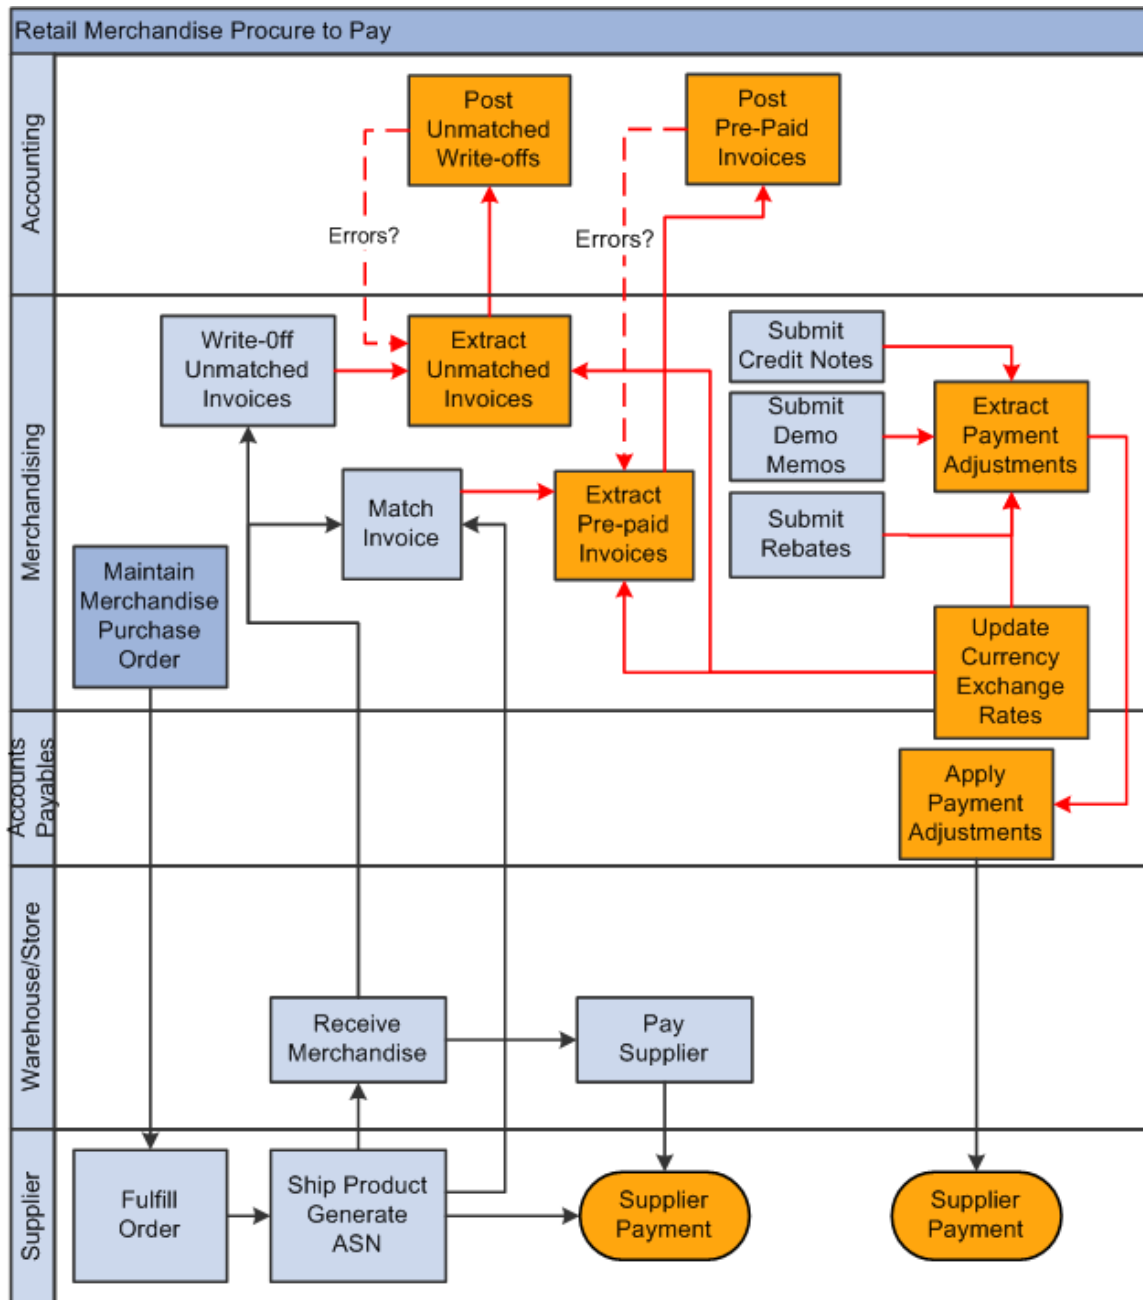 Retail Merchandise Procure to Pay
Accounting
Post
Unmatched
Write-offs
Post
Pre-Paid
Invoices
Errors?
Errors?
Merchandising
Write-0ff
Unmatched
Invoices
Extract
Unmatched
Invoices
Submit
Credit Notes
Submit
Demo
Memos
Extract
Payment
Adjustments
Match
Invoice
Extract
Pre-paid
Invoices
Submit
Rebates
Maintain
Merchandise
Purchase
Order
Update
Currency
Exchange
Rates
Accounts
Payables
Apply
Payment
Adjustments
Warehouse/Store
Receive
Merchandise
Pay
Supplier
Supplier
Fulfill
Order
Ship Product
Generate
ASN
Supplier
Payment
Supplier
Payment